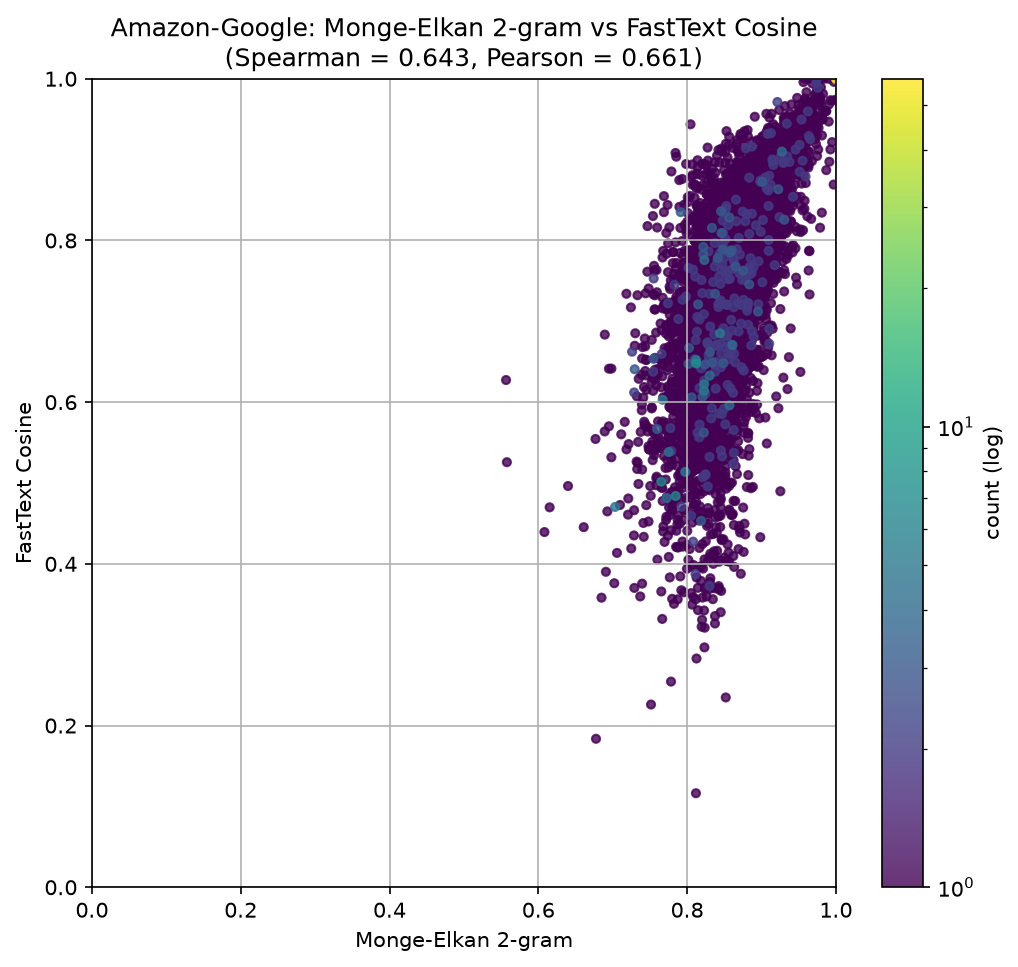 Amazon-Google: Monge-Elkan 2-gram vs FastText Cosine
(Spearman = 0.643, Pearson = 0.661)
1.0
0.8
0.6
0.4
0.2
0.0
FastText Cosine
0.0 0.2 0.4 0.6 0.8 1.0
Monge-Elkan 2-gram
10¹
10⁰
count (log)